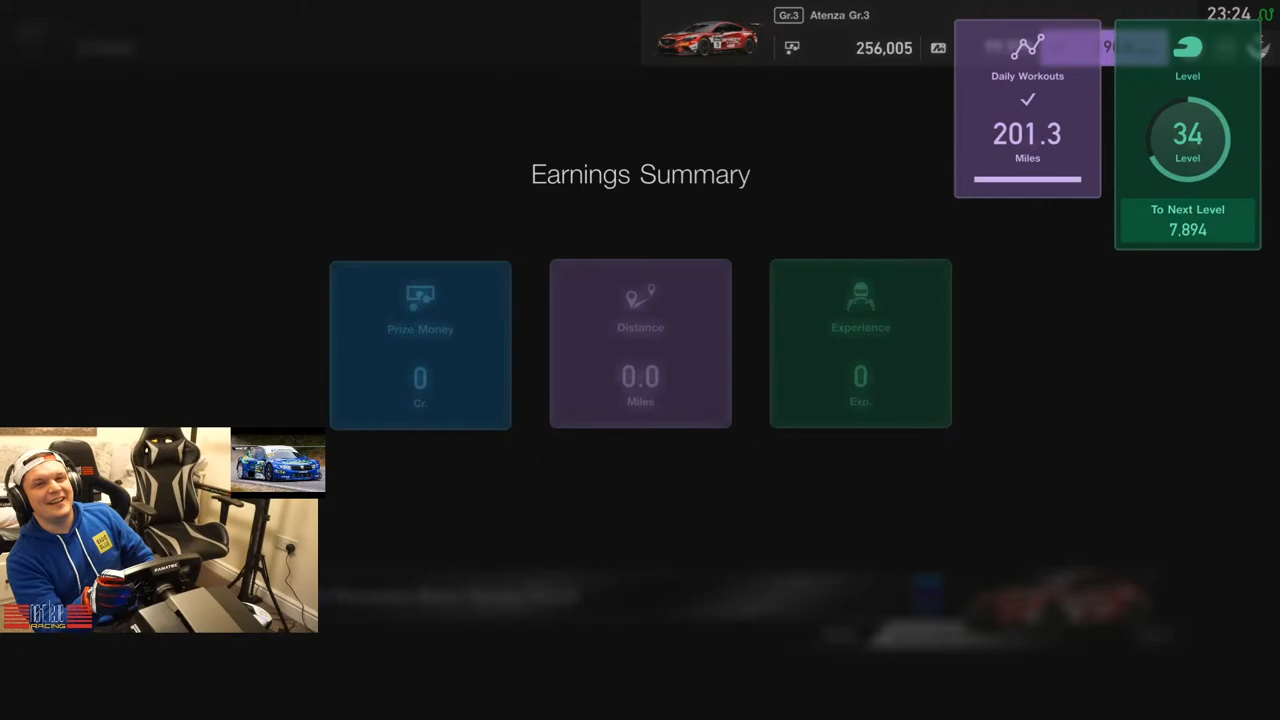 Gr.3 Atenza Gr.3
23:24
256,005
Daily Workouts
201.3
Miles
Level
34
Level
To Next Level
7,894
Earnings Summary
Prize Money
0
Cr.
Distance
0.0
Miles
Experience
0
Exp.
FANATEC
RACING